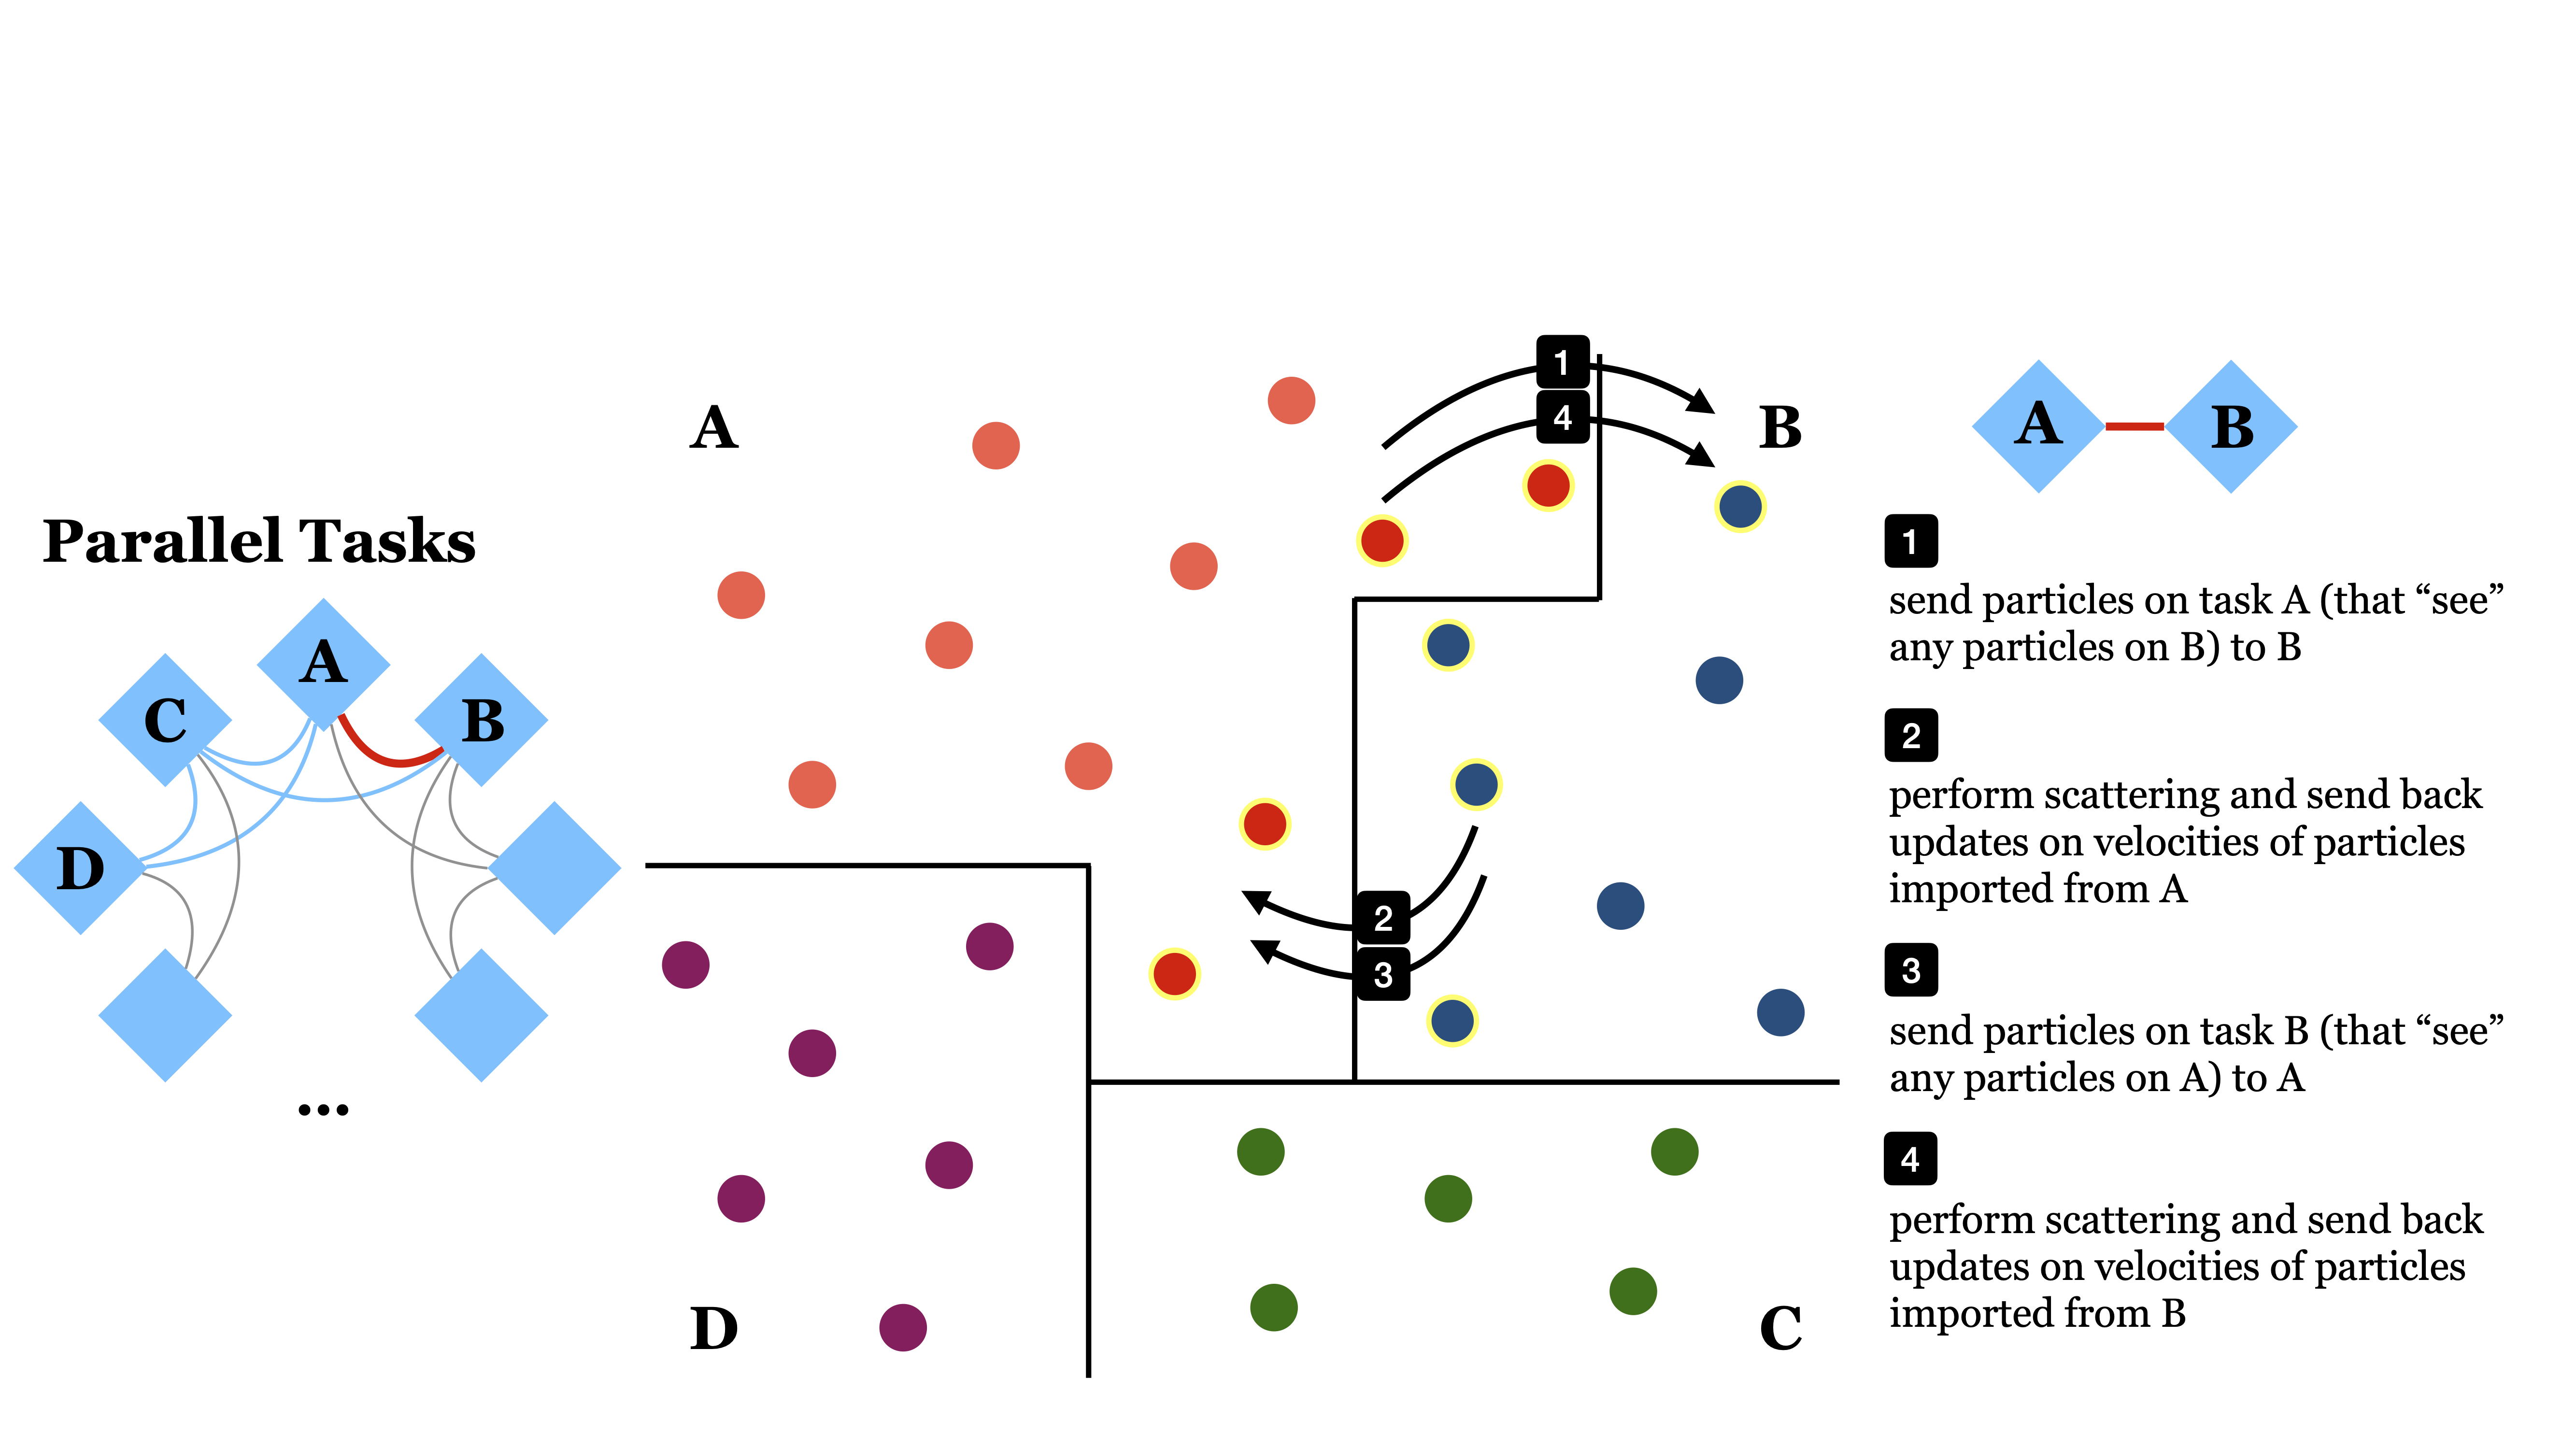 Parallel Tasks
A
C
B
D
...
A
B
D
C
1
4
2
3
A
B
1
send particles on task A (that “see”
any particles on B) to B
2
perform scattering and send back
updates on velocities of particles
imported from A
3
send particles on task B (that “see”
any particles on A) to A
4
perform scattering and send back
updates on velocities of particles
imported from B